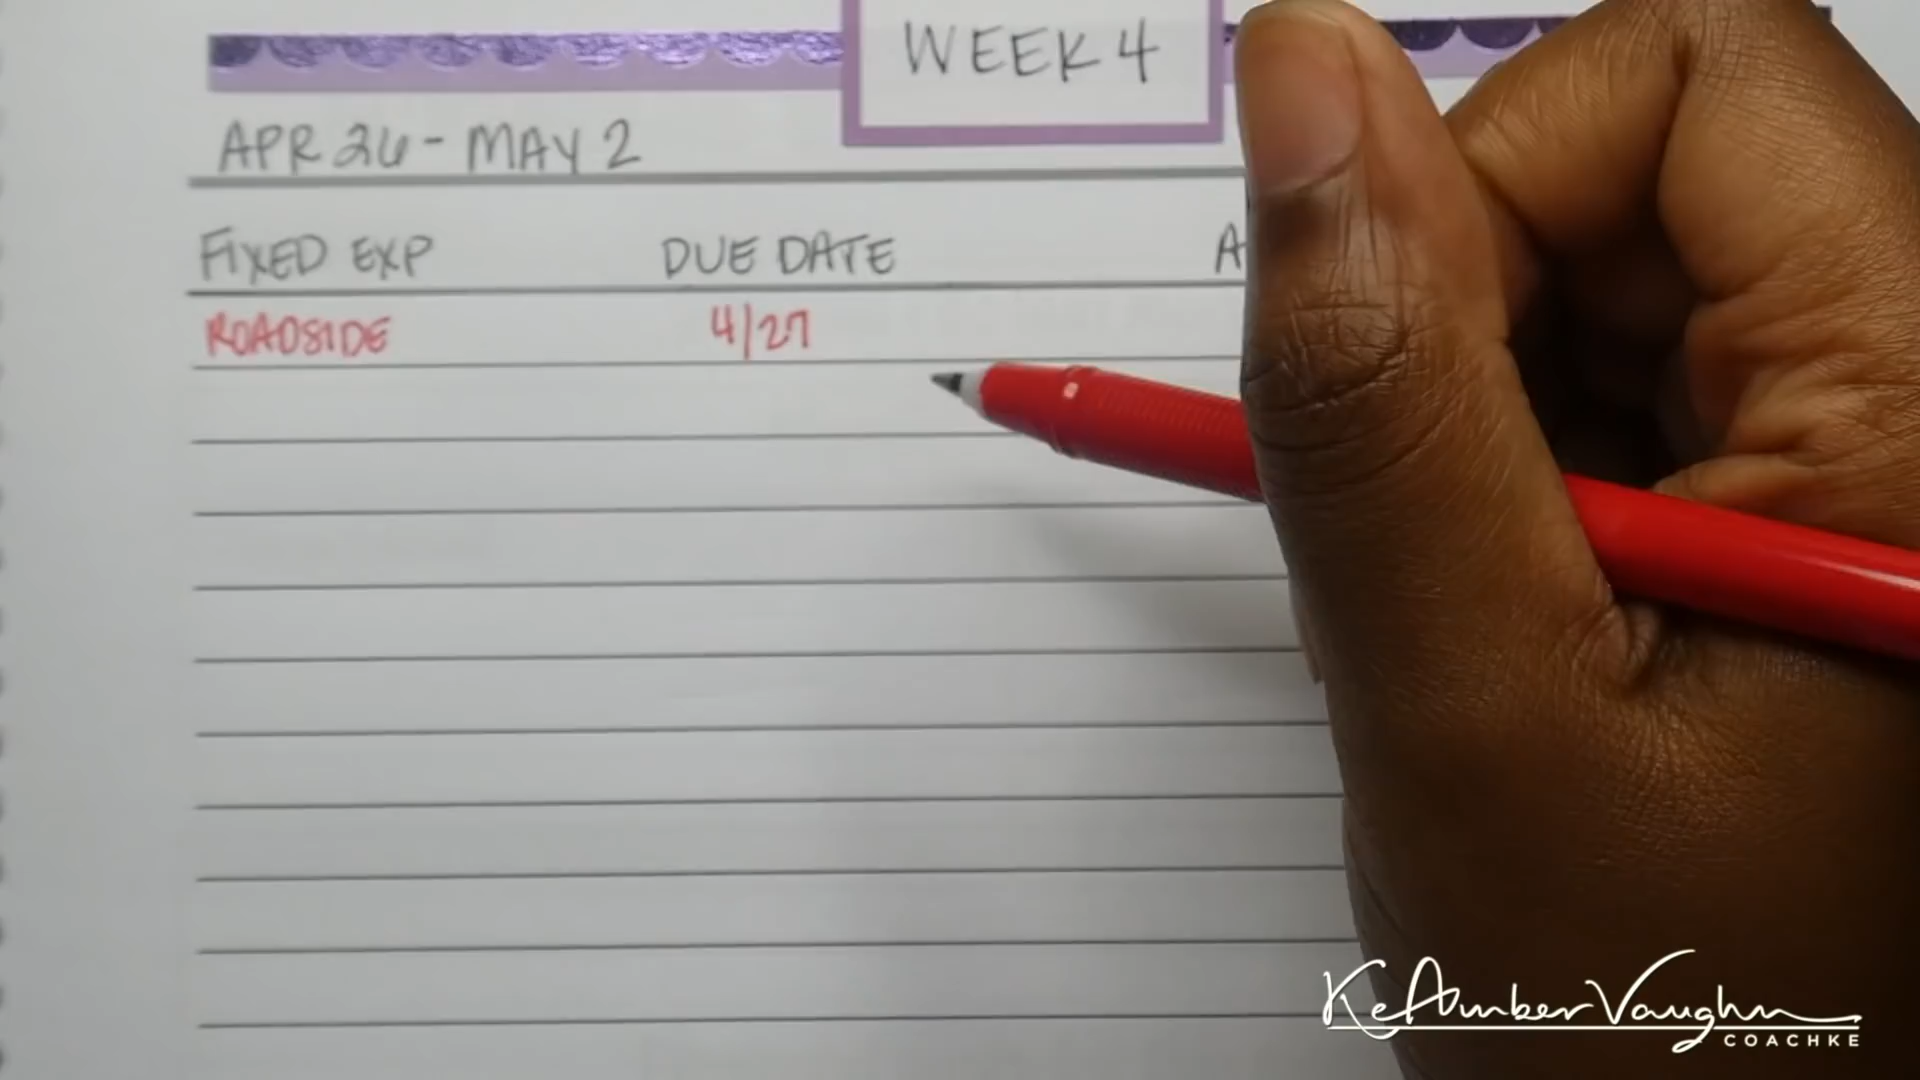 WEEK 4
APR 26 - MAY 2
FIXED EXP DUE DATE
ROADSIDE 4/27
KeAmber Vaughn
COACHKE